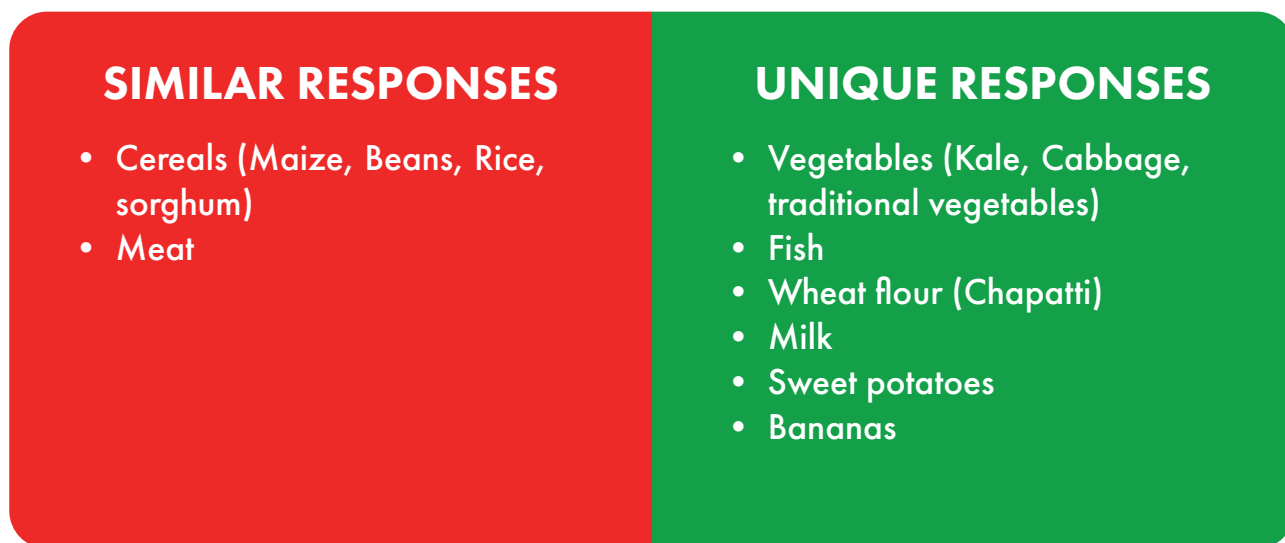 SIMILAR RESPONSES
• Cereals (Maize, Beans, Rice,
sorghum)
• Meat
UNIQUE RESPONSES
• Vegetables (Kale, Cabbage,
traditional vegetables)
• Fish
• Wheat flour (Chapatti)
• Milk
• Sweet potatoes
• Bananas